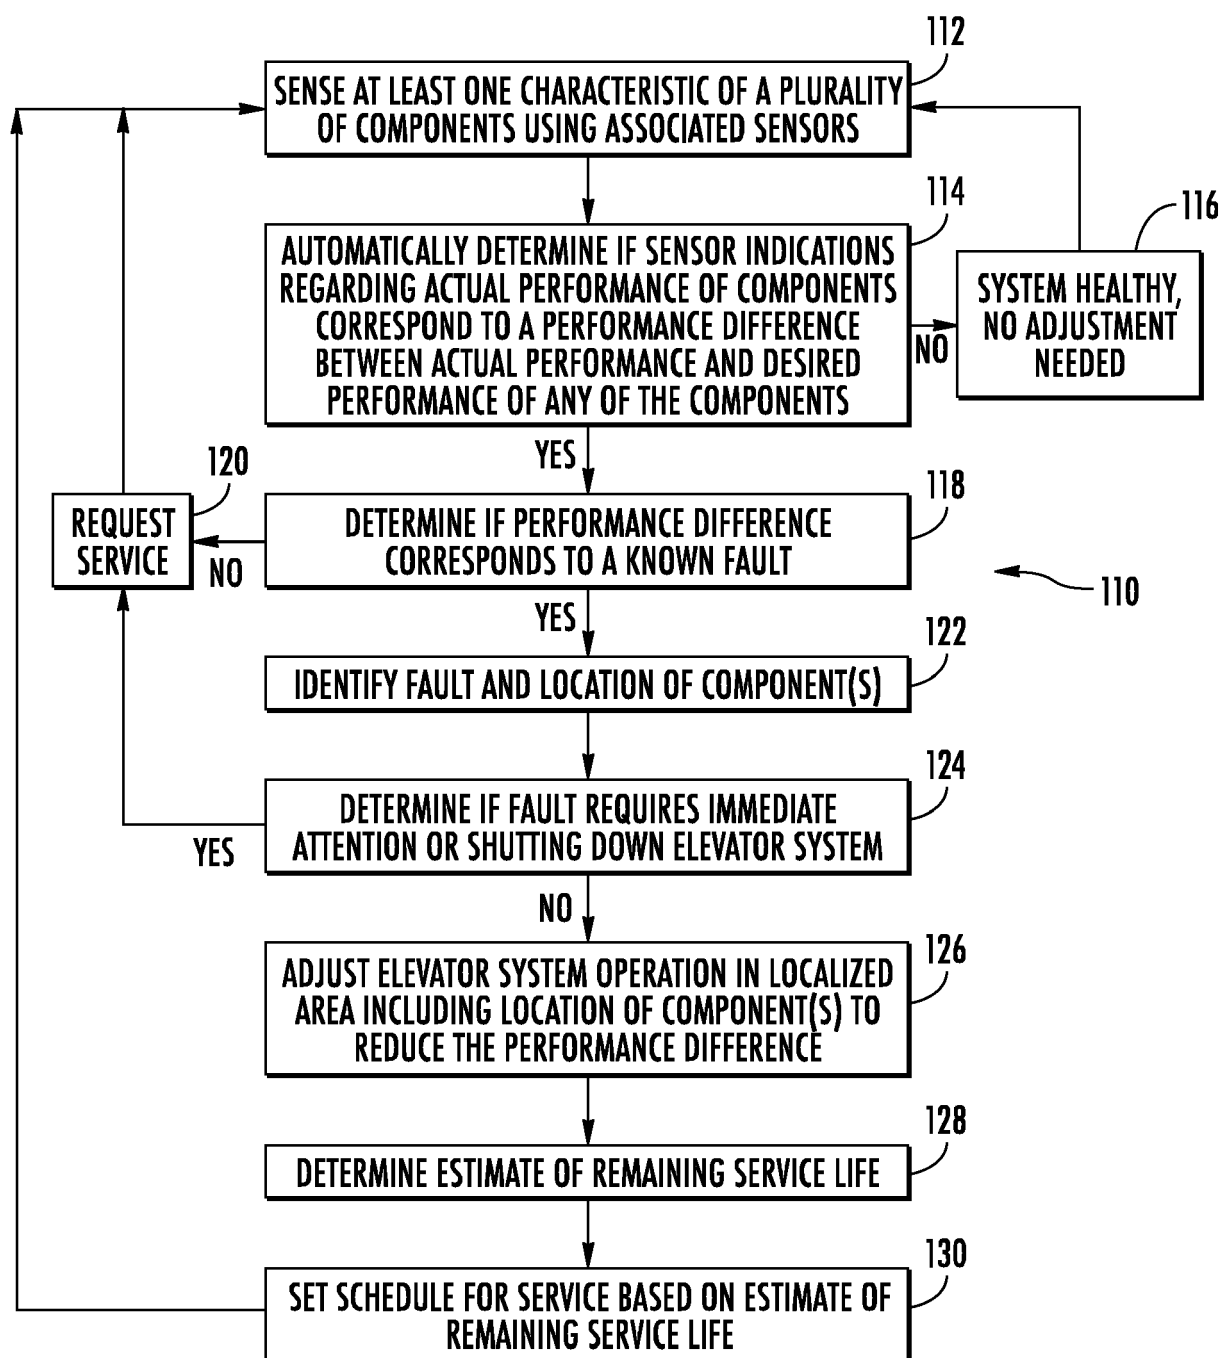 112
SENSE AT LEAST ONE CHARACTERISTIC OF A PLURALITY
OF COMPONENTS USING ASSOCIATED SENSORS
114
AUTOMATICALLY DETERMINE IF SENSOR INDICATIONS
REGARDING ACTUAL PERFORMANCE OF COMPONENTS
CORRESPOND TO A PERFORMANCE DIFFERENCE
BETWEEN ACTUAL PERFORMANCE AND DESIRED
PERFORMANCE OF ANY OF THE COMPONENTS
NO
116
SYSTEM HEALTHY,
NO ADJUSTMENT
NEEDED
YES
118
DETERMINE IF PERFORMANCE DIFFERENCE
CORRESPONDS TO A KNOWN FAULT
NO
120
REQUEST
SERVICE
110
YES
122
IDENTIFY FAULT AND LOCATION OF COMPONENT(S)
124
DETERMINE IF FAULT REQUIRES IMMEDIATE
ATTENTION OR SHUTTING DOWN ELEVATOR SYSTEM
YES
NO
126
ADJUST ELEVATOR SYSTEM OPERATION IN LOCALIZED
AREA INCLUDING LOCATION OF COMPONENT(S) TO
REDUCE THE PERFORMANCE DIFFERENCE
128
DETERMINE ESTIMATE OF REMAINING SERVICE LIFE
130
SET SCHEDULE FOR SERVICE BASED ON ESTIMATE OF
REMAINING SERVICE LIFE